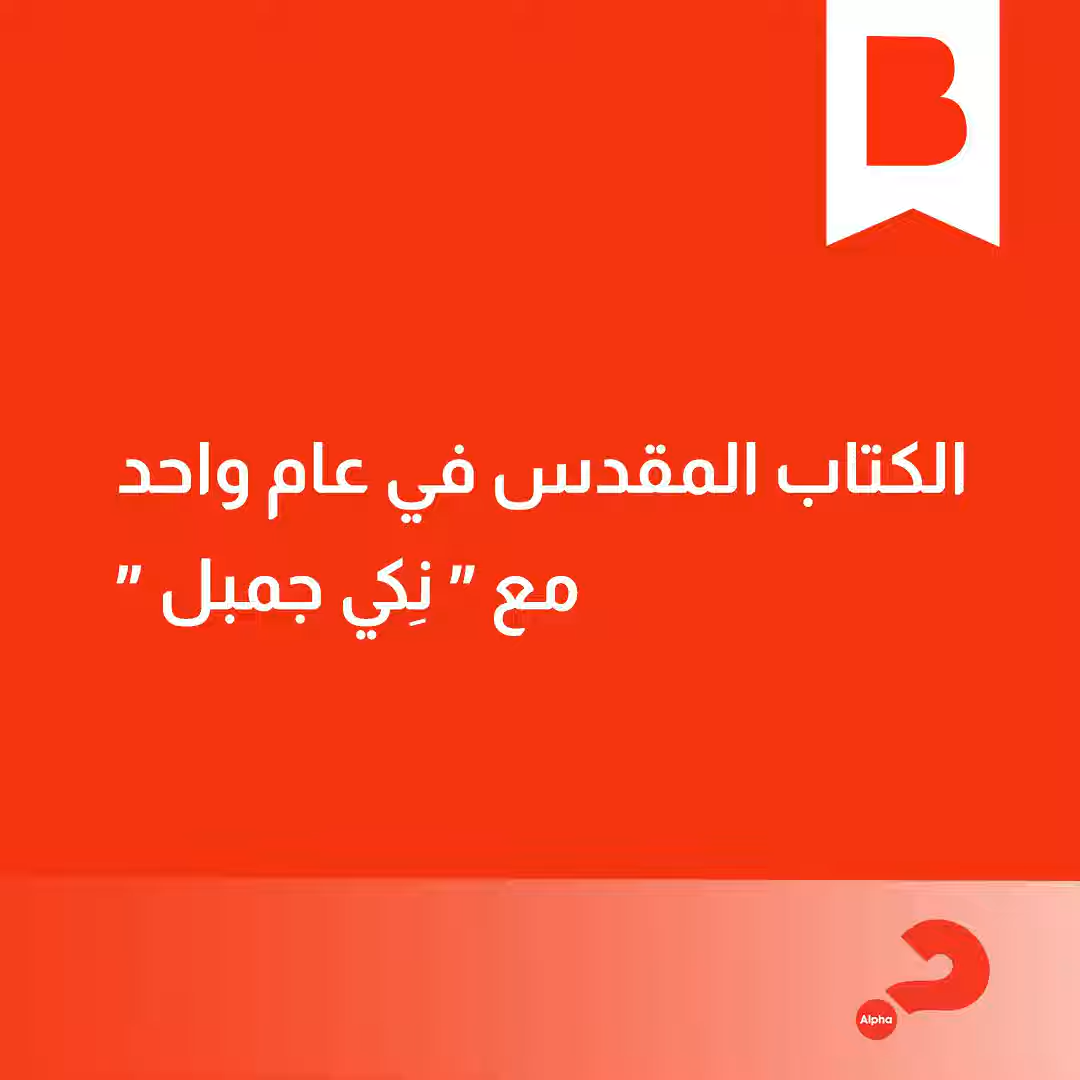 B
الكتاب المقدس في عام واحد
مع " نِكي جمبل "
Alpha